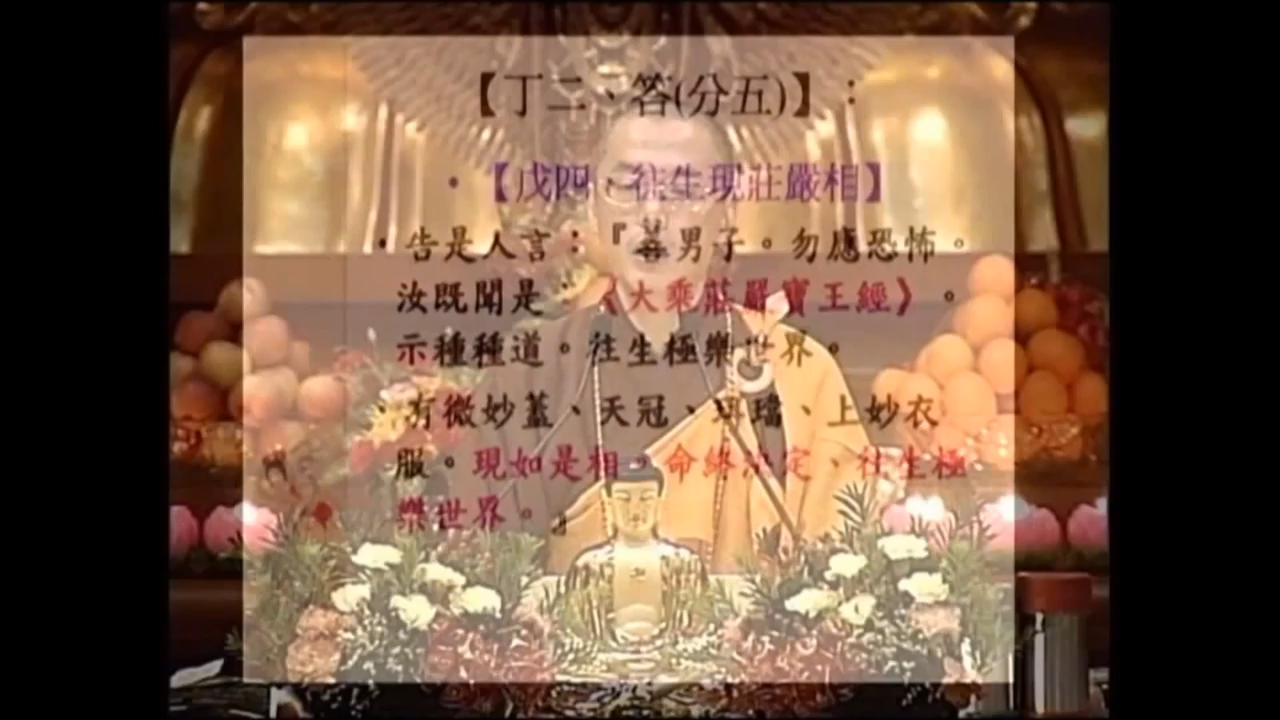 【丁二、答(分五)】：
•【戊四、往生現莊嚴相】
• 告是人言：『善男子。勿應恐怖。
汝既聞是《大乘莊嚴寶王經》。
示種種道。往生極樂世界。
• 有微妙蓋、天冠、珥璫、上妙衣
服。現如是相。命終決定、往生極
樂世界。』